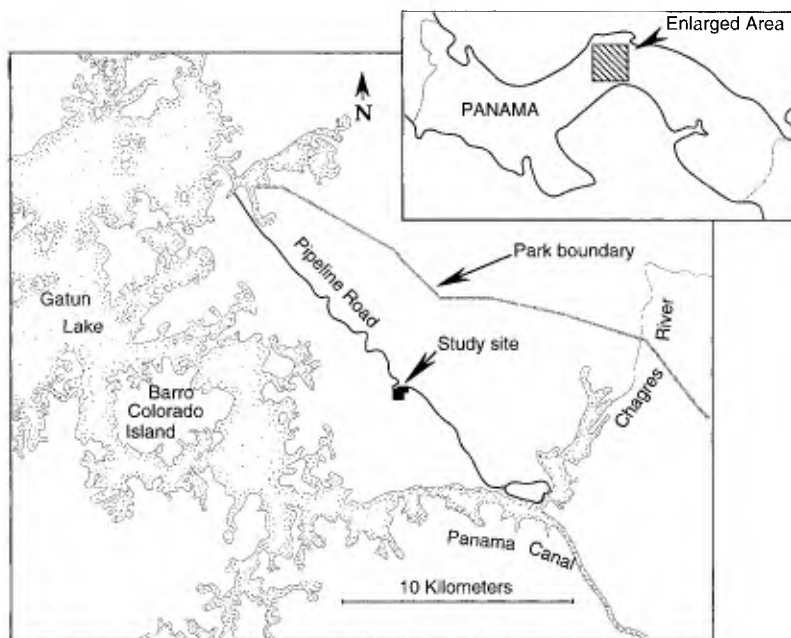 Enlarged Area
PANAMA
N
Park boundary
Pipeline Road
Gatun
Lake
Study site
River
Chagres
Barro
Colorado
Island
Panama Canal
10 Kilometers